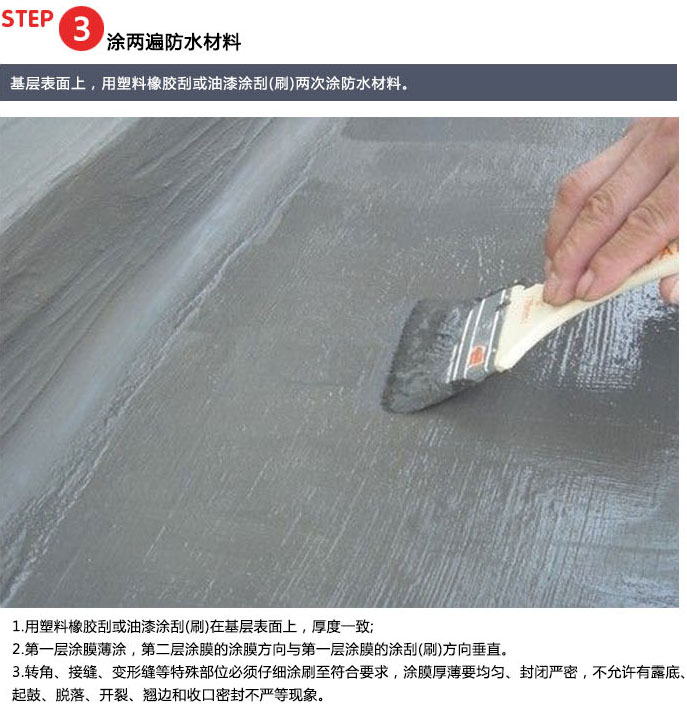 STEP 3 涂两遍防水材料
基层表面上，用塑料橡胶刮或油漆涂刮(刷)两次涂防水材料。
1.用塑料橡胶刮或油漆涂刮(刷)在基层表面上，厚度一致;
2.第一层涂膜薄涂，第二层涂膜的涂膜方向与第一层涂膜的涂刮(刷)方向垂直。
3.转角、接缝、变形缝等特殊部位必须仔细涂刷至符合要求，涂膜厚薄要均匀、封闭严密，不允许有露底、
起鼓、脱落、开裂、翘边和收口密封不严等现象。